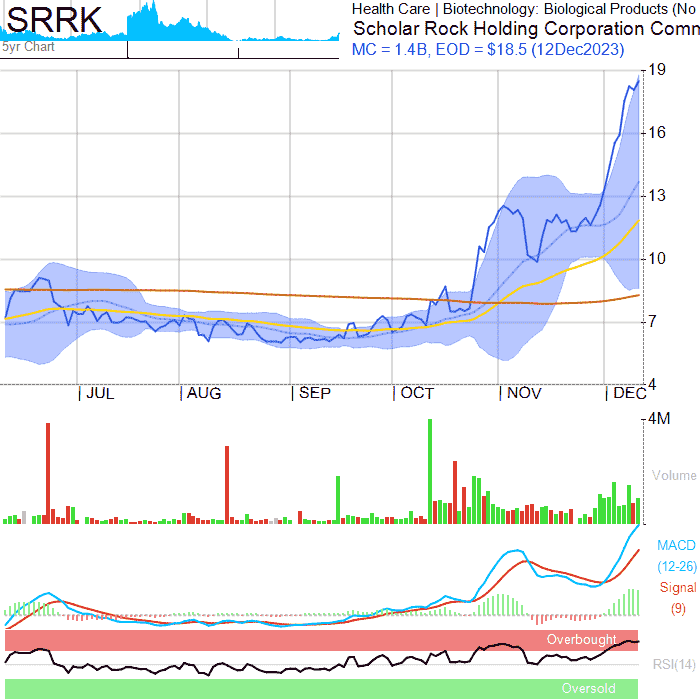 SRRK
5yr Chart
Health Care | Biotechnology: Biological Products (No
Scholar Rock Holding Corporation Comm
MC = 1.4B, EOD = $18.5 (12Dec2023)
19
16
13
10
7
4
JUL
AUG
SEP
OCT
NOV
DEC
4M
Volume
MACD
(12-26)
Signal
(9)
Overbought
RSI(14)
Oversold